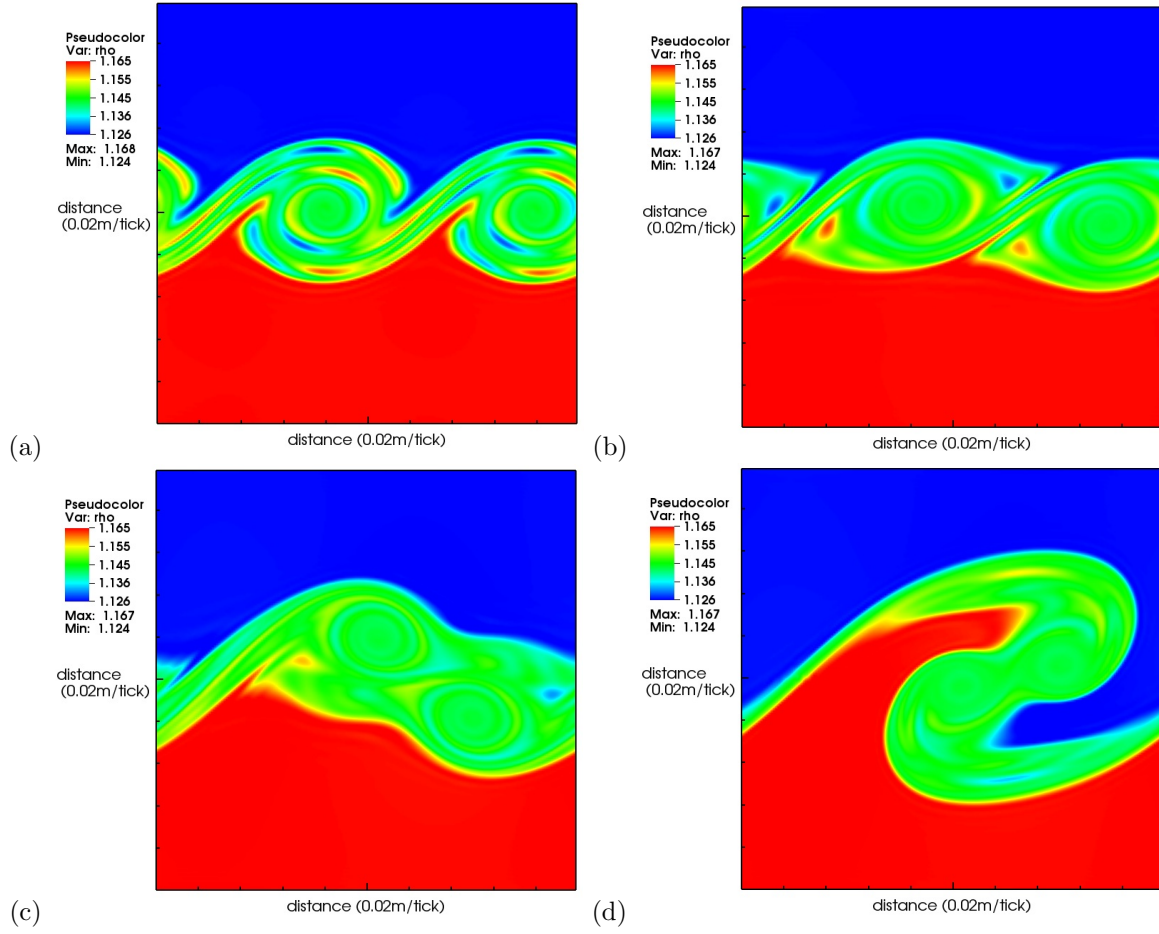 Pseudocolor
Var: rho
1.165
1.155
1.145
1.136
1.126
Max: 1.168
Min: 1.124
distance
(0.02m/tick)
distance (0.02m/tick)
(a)
Pseudocolor
Var: rho
1.165
1.155
1.145
1.136
1.126
Max: 1.167
Min: 1.124
distance
(0.02m/tick)
distance (0.02m/tick)
(b)
Pseudocolor
Var: rho
1.165
1.155
1.145
1.136
1.126
Max: 1.167
Min: 1.124
distance
(0.02m/tick)
distance (0.02m/tick)
(c)
Pseudocolor
Var: rho
1.165
1.155
1.145
1.136
1.126
Max: 1.167
Min: 1.124
distance
(0.02m/tick)
distance (0.02m/tick)
(d)